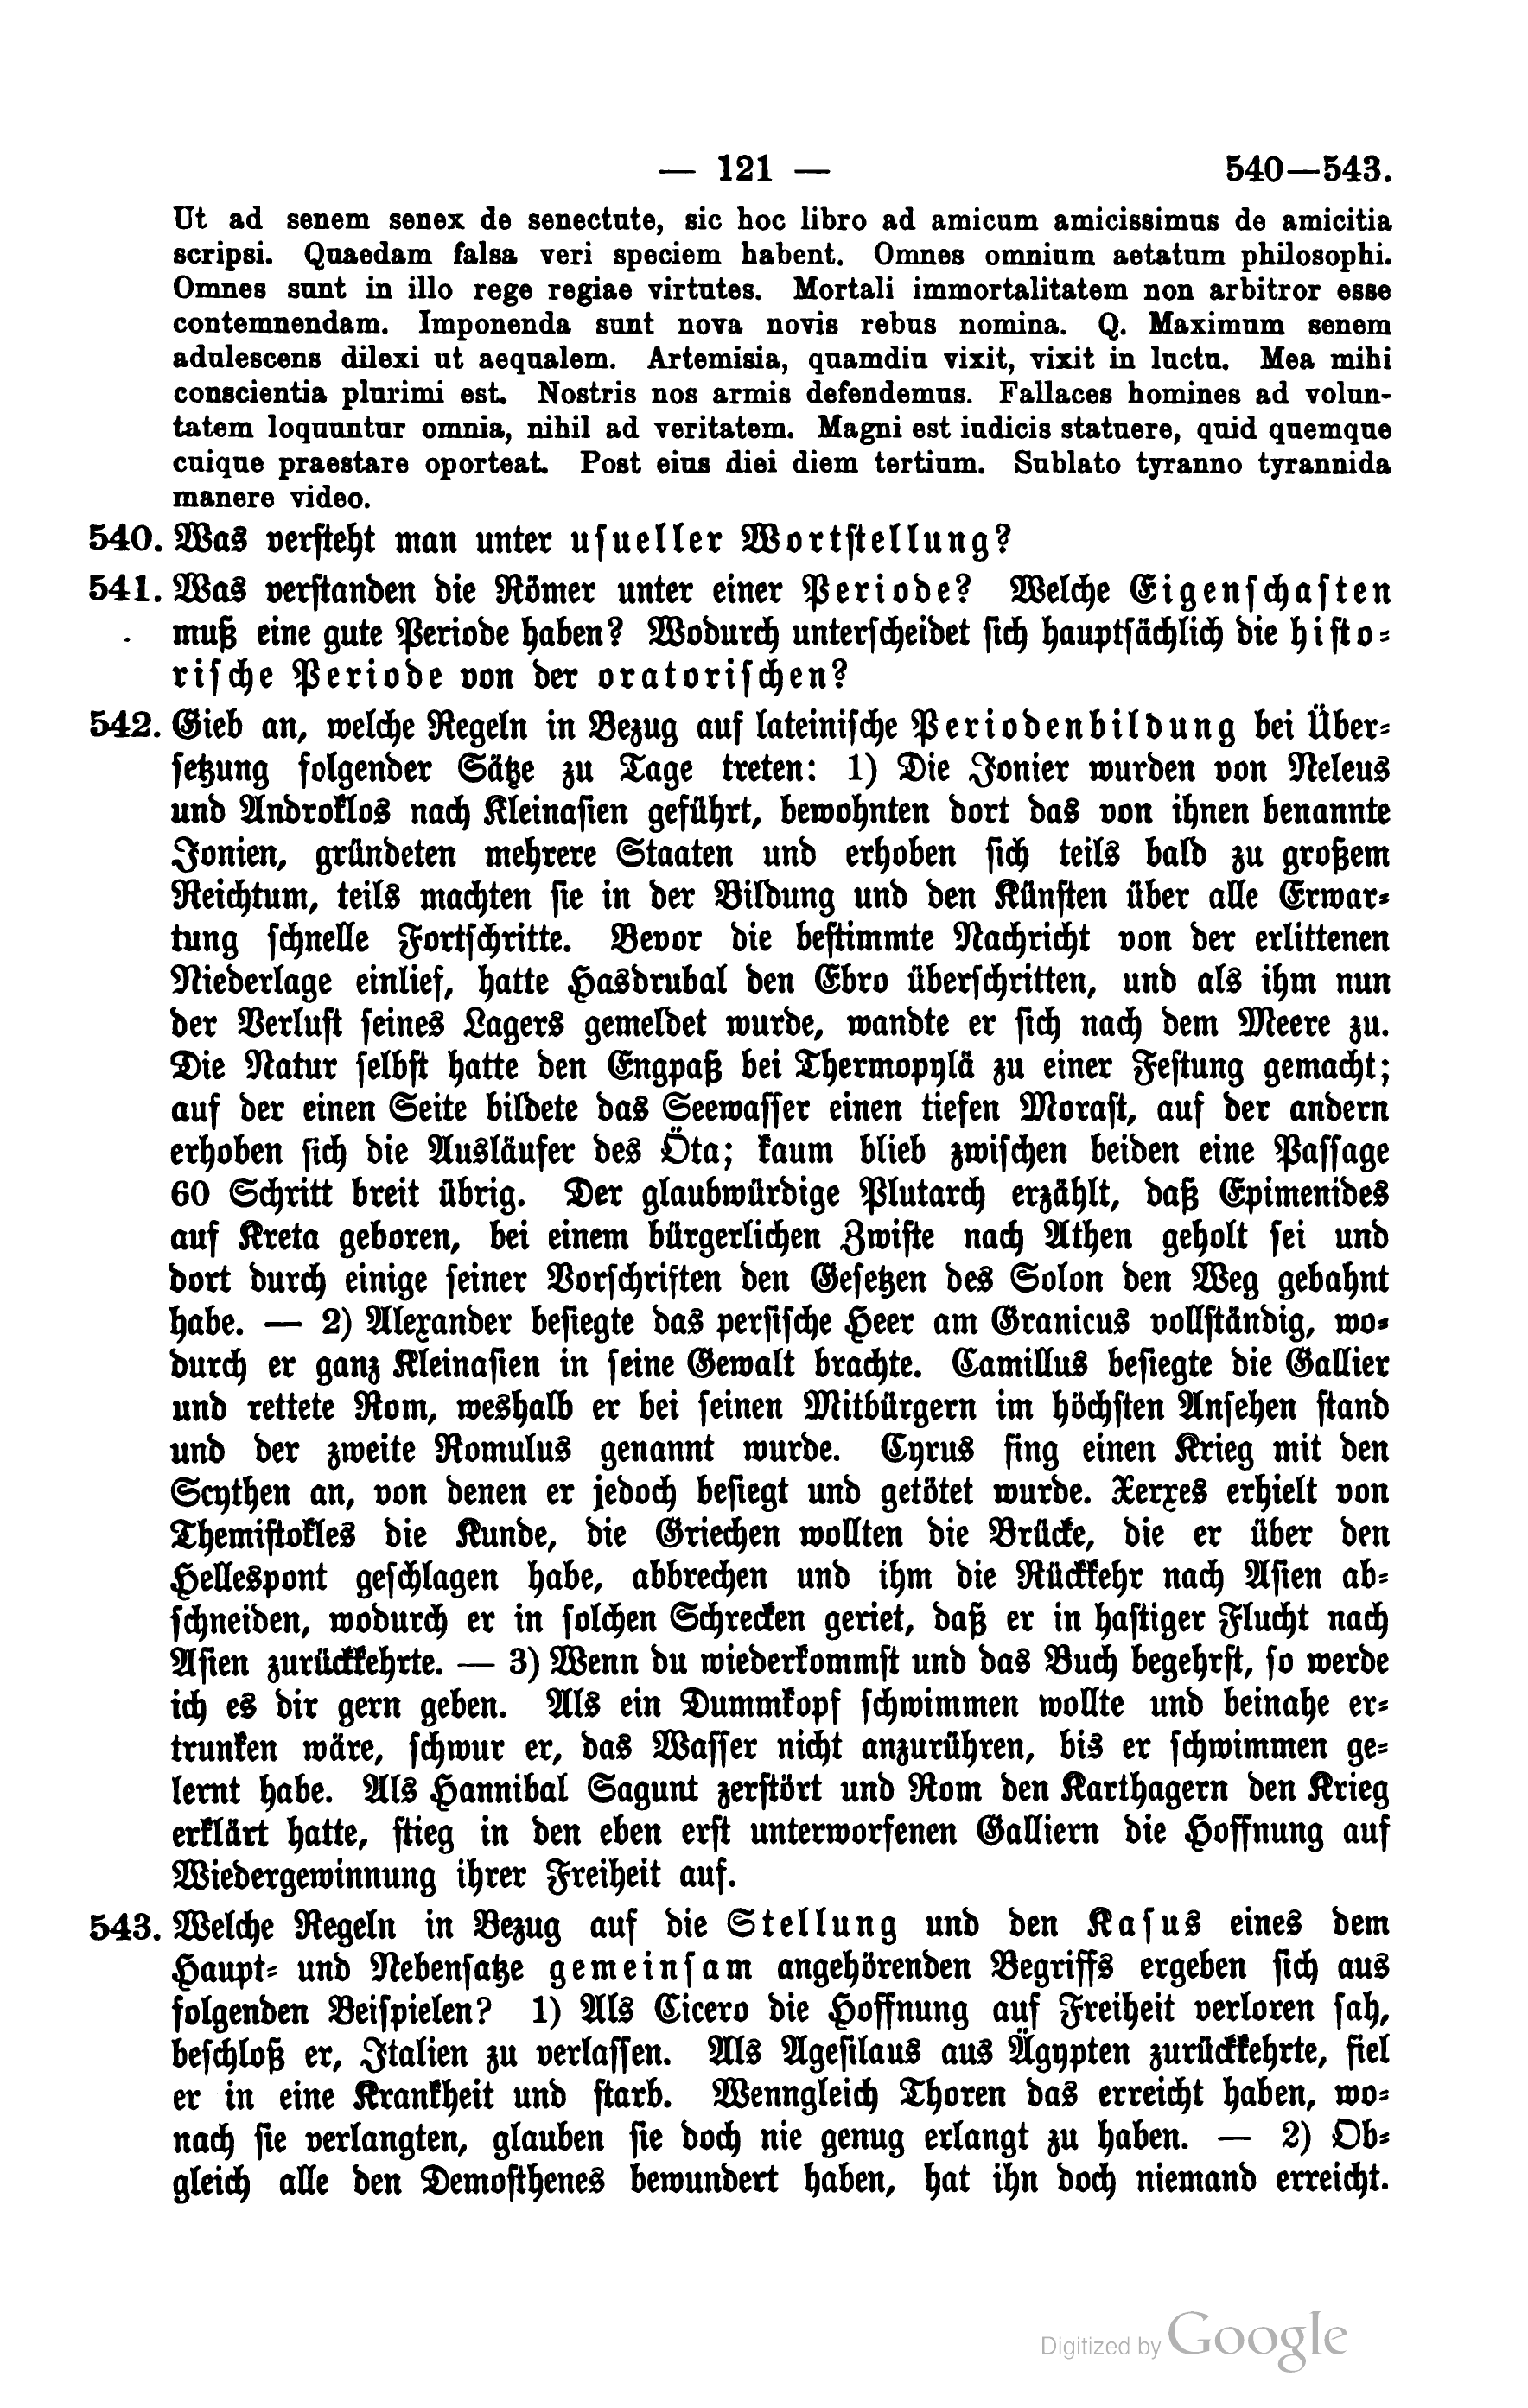 — 121 — 540—543.
Ut ad senem senex de senectute, sic hoc libro ad amicum amicissimus de amicitia
scripsi. Quaedam falsa veri speciem habent. Omnes omnium aetatum philosophi.
Omnes sunt in illo rege regiae virtutes. Mortali immortalitatem non arbitror esse
contemnendam. Imponenda sunt nova novis rebus nomina. Q. Maximum senem
adulescens dilexi ut aequalem. Artemisia, quamdiu vixit, vixit in luctu. Mea mihi
conscientia plurimi est. Nostris nos armis defendemus. Fallaces homines ad volun-
tatem loquuntur omnia, nihil ad veritatem. Magni est iudicis statuere, quid quemque
cuique praestare oporteat. Post eius diei diem tertium. Sublato tyranno tyrannida
manere video.
540. Was versteht man unter usueller Wortstellung?
541. Was verstanden die Römer unter einer Periode? Welche Eigenschaften
muß eine gute Periode haben? Wodurch unterscheidet sich hauptsächlich die histo-
rische Periode von der oratorischen?
542. Gieb an, welche Regeln in Bezug auf lateinische Periodenbildung bei Über-
setzung folgender Sätze zu Tage treten: 1) Die Jonier wurden von Neleus
und Androklos nach Kleinasien geführt, bewohnten dort das von ihnen benannte
Jonien, gründeten mehrere Staaten und erhoben sich teils bald zu großem
Reichtum, teils machten sie in der Bildung und den Künsten über alle Erwar-
tung schnelle Fortschritte. Bevor die bestimmte Nachricht von der erlittenen
Niederlage einlief, hatte Hasdrubal den Ebro überschritten, und als ihm nun
der Verlust seines Lagers gemeldet wurde, wandte er sich nach dem Meere zu.
Die Natur selbst hatte den Engpaß bei Thermopylä zu einer Festung gemacht;
auf der einen Seite bildete das Seewasser einen tiefen Morast, auf der andern
erhoben sich die Ausläufer des Öta; kaum blieb zwischen beiden eine Passage
60 Schritt breit übrig. Der glaubwürdige Plutarch erzählt, daß Epimenides
auf Kreta geboren, bei einem bürgerlichen Zwiste nach Athen geholt sei und
dort durch einige seiner Vorschriften den Gesetzen des Solon den Weg gebahnt
habe. — 2) Alexander besiegte das persische Heer am Granicus vollständig, wo-
durch er ganz Kleinasien in seine Gewalt brachte. Camillus besiegte die Gallier
und rettete Rom, weshalb er bei seinen Mitbürgern im höchsten Ansehen stand
und der zweite Romulus genannt wurde. Cyrus fing einen Krieg mit den
Scythen an, von denen er jedoch besiegt und getötet wurde. Xerxes erhielt von
Themistokles die Kunde, die Griechen wollten die Brücke, die er über den
Hellespont geschlagen habe, abbrechen und ihm die Rückkehr nach Asien ab-
schneiden, wodurch er in solchen Schrecken geriet, daß er in hastiger Flucht nach
Asien zurückkehrte. — 3) Wenn du wiederkommst und das Buch begehrst, so werde
ich es dir gern geben. Als ein Dummkopf schwimmen wollte und beinahe er-
trunken wäre, schwur er, das Wasser nicht anzurühren, bis er schwimmen ge-
lernt habe. Als Hannibal Sagunt zerstört und Rom den Karthagern den Krieg
erklärt hatte, stieg in den eben erst unterworfenen Galliern die Hoffnung auf
Wiedergewinnung ihrer Freiheit auf.
543. Welche Regeln in Bezug auf die Stellung und den Kasus eines dem
Haupt- und Nebensatze gemeinsam angehörenden Begriffs ergeben sich aus
folgenden Beispielen? 1) Als Cicero die Hoffnung auf Freiheit verloren sah,
beschloß er, Italien zu verlassen. Als Agesilaus aus Ägypten zurückkehrte, fiel
er in eine Krankheit und starb. Wenngleich Thoren das erreicht haben, wo-
nach sie verlangten, glauben sie doch nie genug erlangt zu haben. — 2) Ob-
gleich alle den Demosthenes bewundert haben, hat ihn doch niemand erreicht.
Digitized by Google